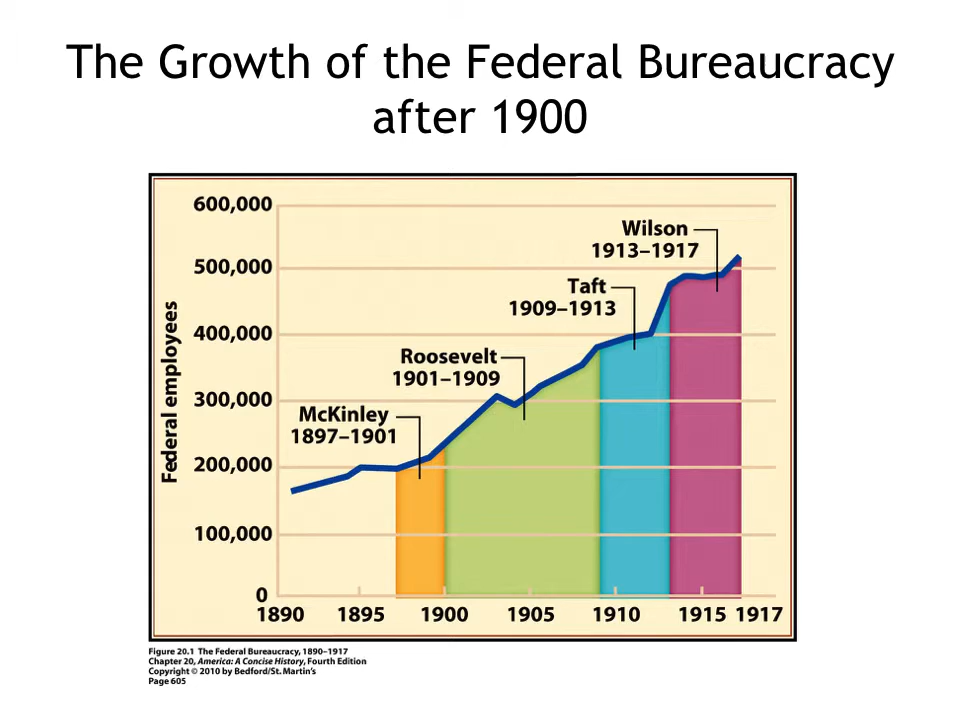 The Growth of the Federal Bureaucracy
after 1900
600,000
500,000
400,000
300,000
200,000
100,000
0
Federal employees
Wilson
1913–1917
Taft
1909–1913
Roosevelt
1901–1909
McKinley
1897–1901
1890 1895 1900 1905 1910 1915 1917
Figure 20.1 The Federal Bureaucracy, 1890–1917
Chapter 20, America: A Concise History, Fourth Edition
Copyright © 2010 by Bedford/St. Martin's
Page 605